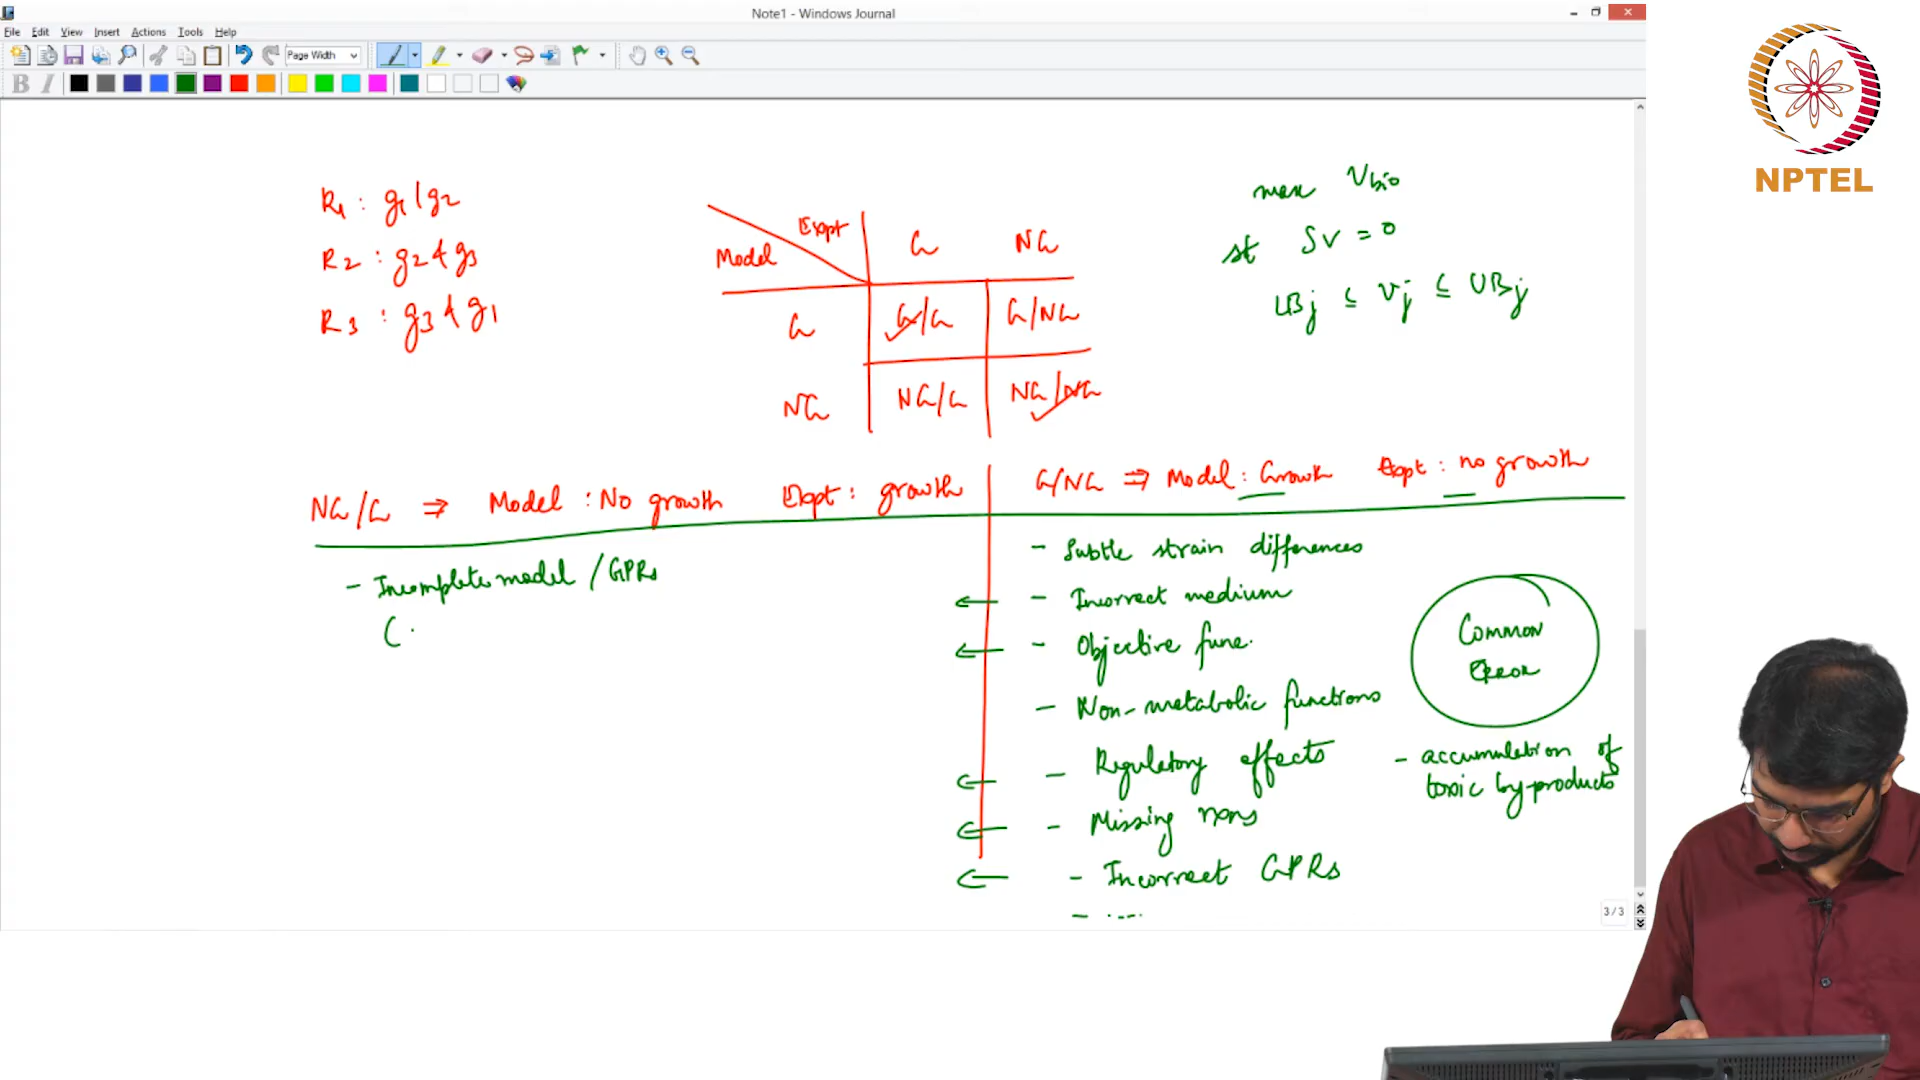 Note1 - Windows Journal
File Edit View Insert Actions Tools Help
Page Width
B I
NPTEL
R1 : g1 | g2
R2 : g2 & g3
R3 : g3 & g1
Expt
Model
G NG
G G/G G/NG
NG NG/G NG/NG
max Vbio
st SV = 0
LBj ≤ vj ≤ UBj
NG/G ⇒ Model : No growth Expt : growth
G/NG ⇒ Model : Growth Expt : no growth
- Incomplete model / GPRs
(
- Subtle strain differences
← - Incorrect medium
← - Objective func.
- Non-metabolic functions
← - Regulatory effects
← - Missing rxns
← - Incorrect GPRs
- ....
Common
Error
- accumulation of
toxic by-products
3 / 3